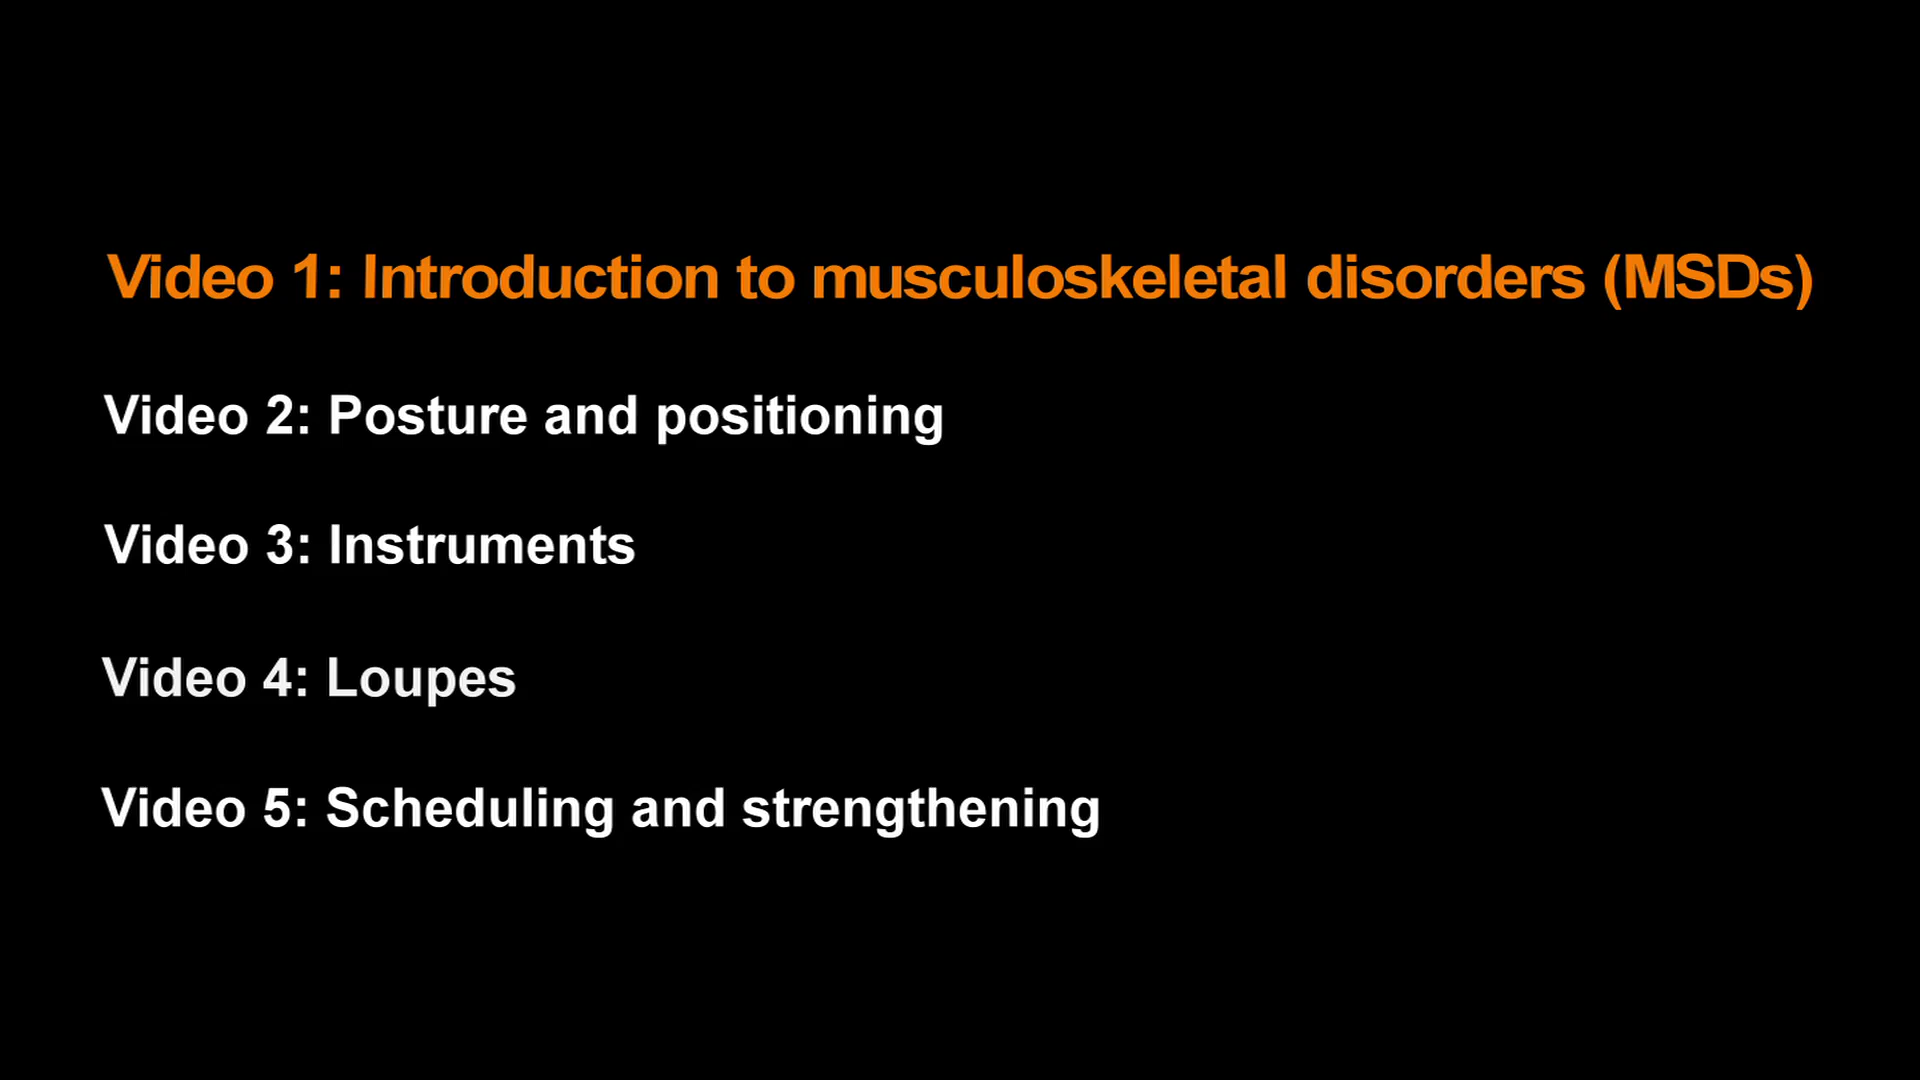 Video 1: Introduction to musculoskeletal disorders (MSDs)
Video 2: Posture and positioning
Video 3: Instruments
Video 4: Loupes
Video 5: Scheduling and strengthening